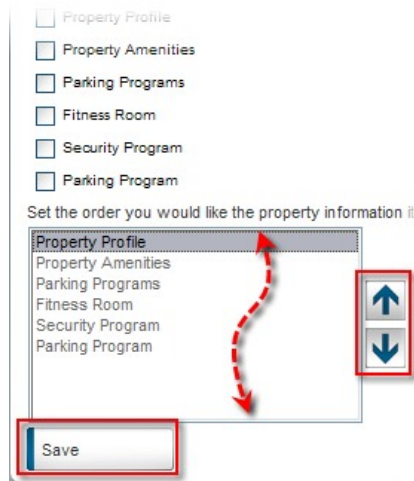 Property Profile
Property Amenities
Parking Programs
Fitness Room
Security Program
Parking Program
Set the order you would like the property information
Property Profile
Property Amenities
Parking Programs
Fitness Room
Security Program
Parking Program
Save